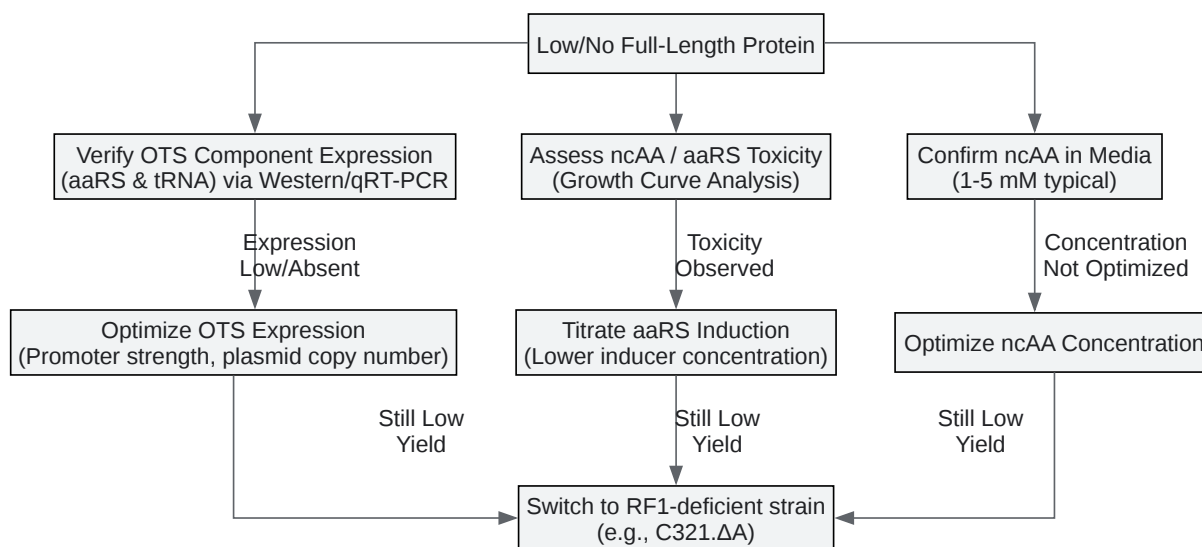 Low/No Full-Length Protein
Verify OTS Component Expression
(aaRS & tRNA) via Western/qRT-PCR
Assess ncAA / aaRS Toxicity
(Growth Curve Analysis)
Confirm ncAA in Media
(1-5 mM typical)
Expression
Low/Absent
Toxicity
Observed
Concentration
Not Optimized
Optimize OTS Expression
(Promoter strength, plasmid copy number)
Titrate aaRS Induction
(Lower inducer concentration)
Optimize ncAA Concentration
Still Low
Yield
Still Low
Yield
Still Low
Yield
Switch to RF1-deficient strain
(e.g., C321.ΔA)